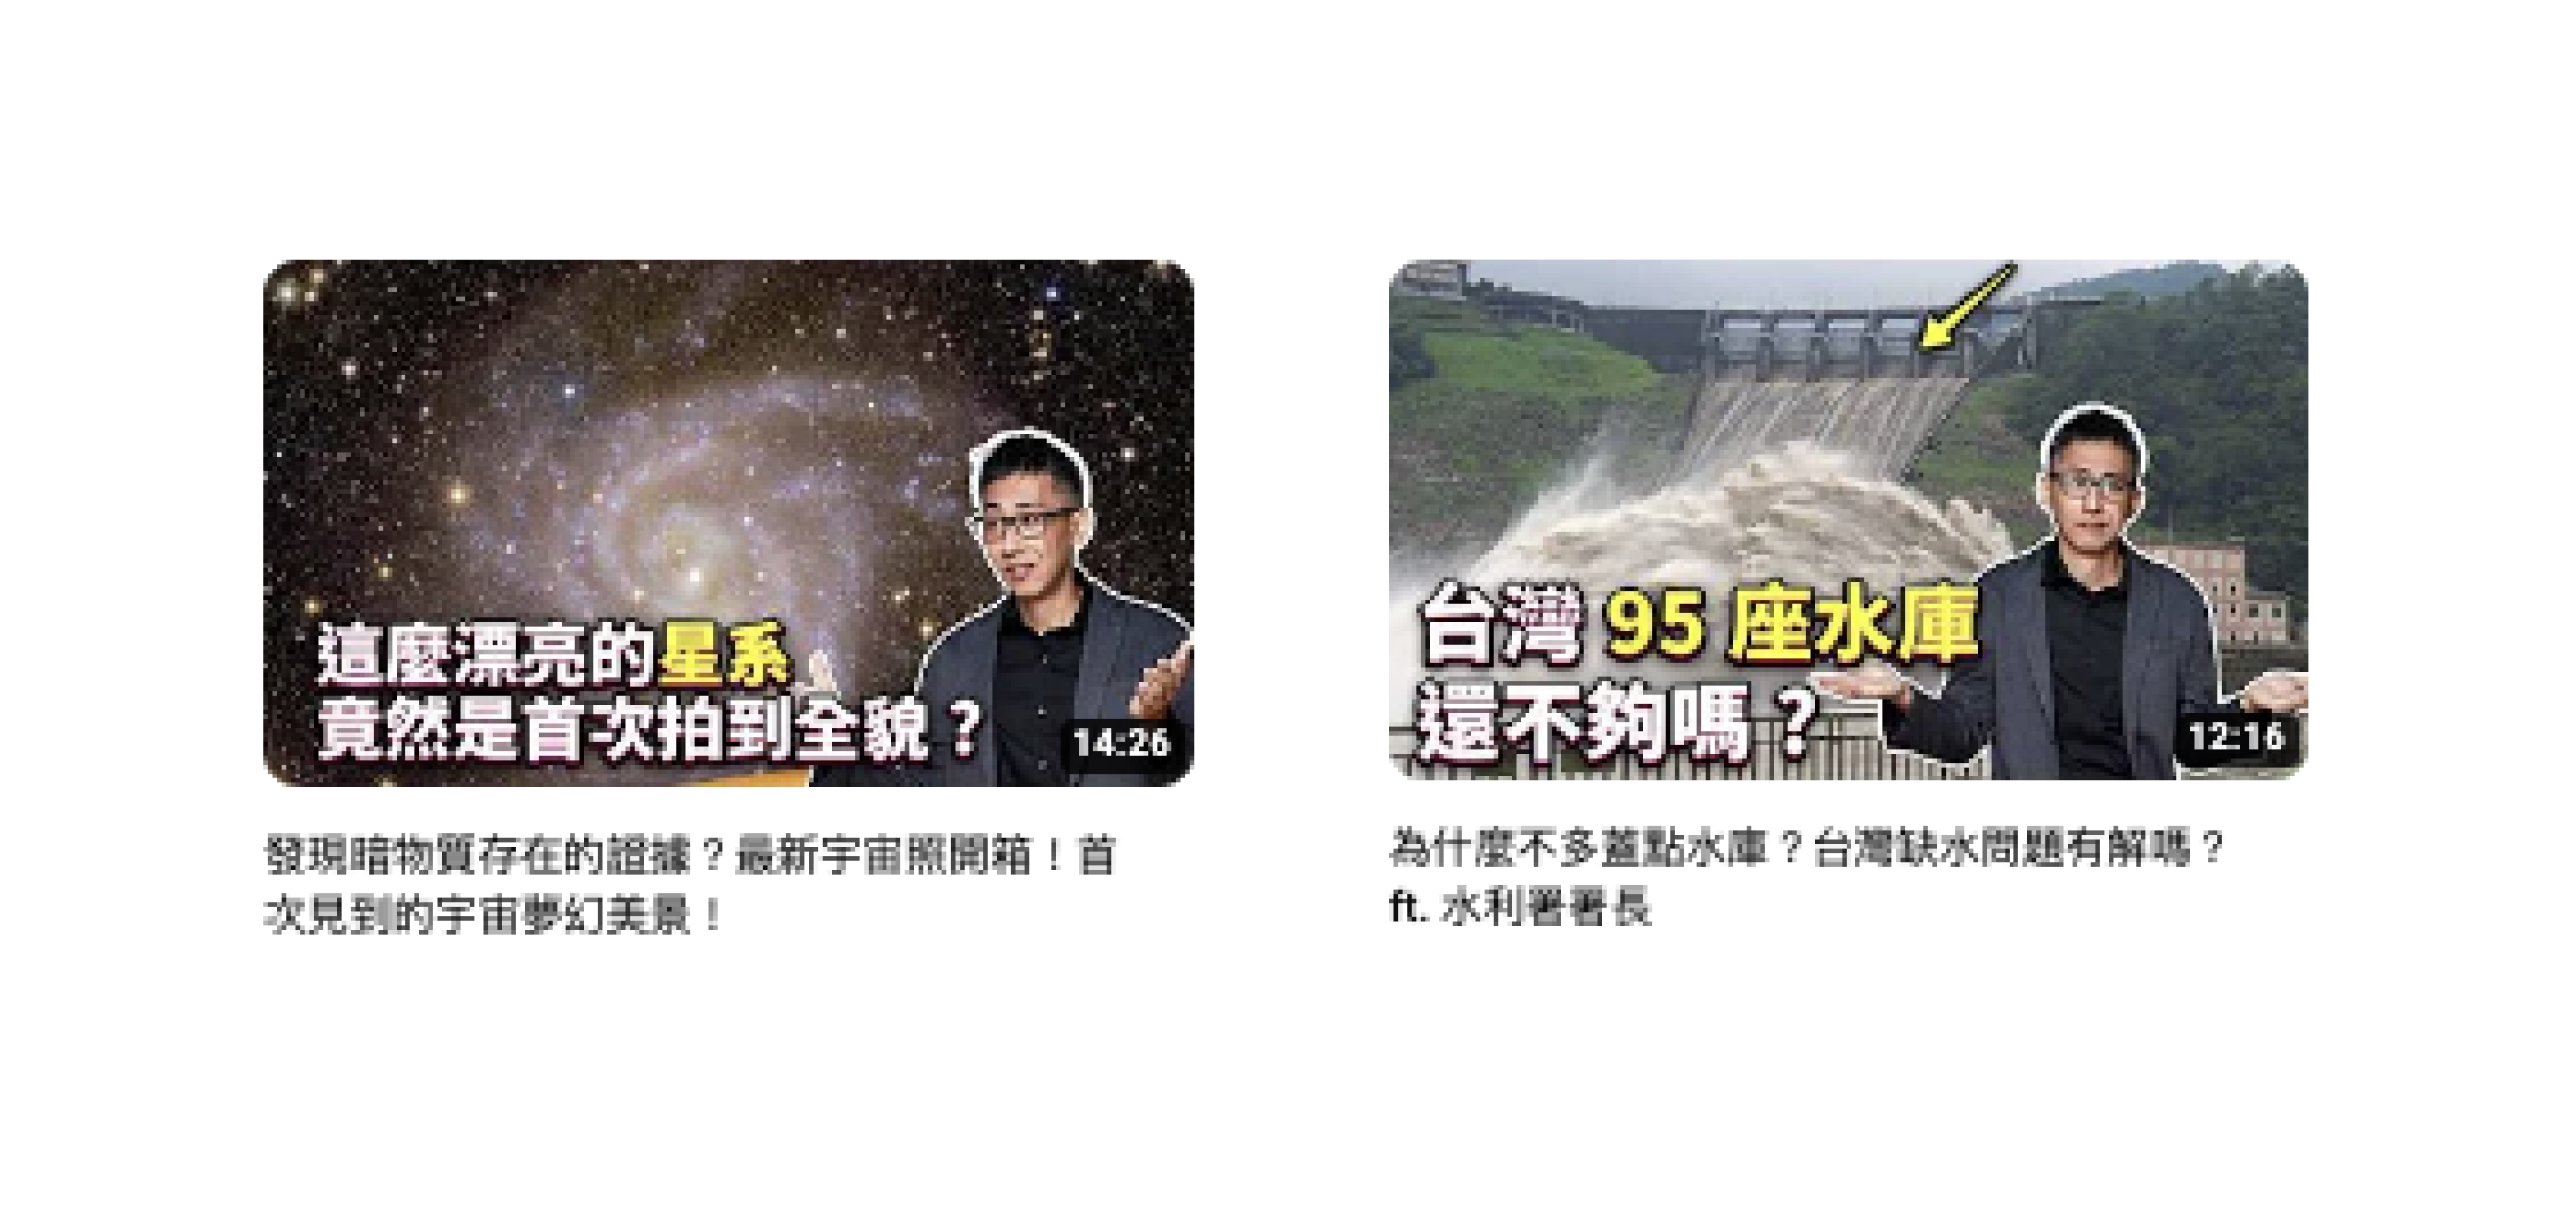 這麼漂亮的星系
竟然是首次拍到全貌？
14:26
發現暗物質存在的證據？最新宇宙照開箱！首
次見到的宇宙夢幻美景！
台灣 95 座水庫
還不夠嗎？
12:16
為什麼不多蓋點水庫？台灣缺水問題有解嗎？
ft. 水利署署長